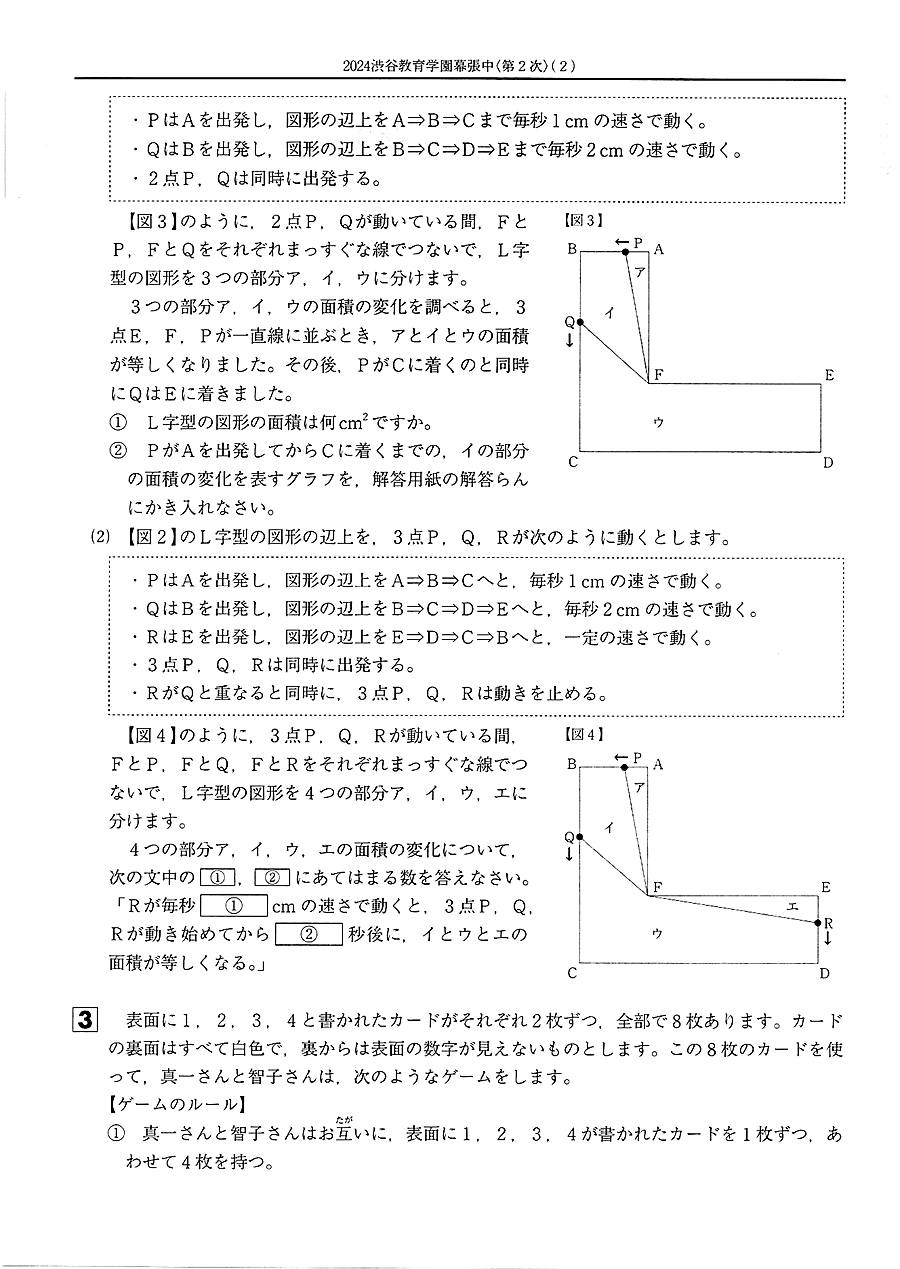 2024渋谷教育学園幕張中〈第2次〉(2)
・PはAを出発し，図形の辺上をA⇒B⇒Cまで毎秒1cmの速さで動く。
・QはBを出発し，図形の辺上をB⇒C⇒D⇒Eまで毎秒2cmの速さで動く。
・2点P，Qは同時に出発する。
【図3】のように，2点P，Qが動いている間，Fと
P，FとQをそれぞれまっすぐな線でつないで，L字
型の図形を3つの部分ア，イ，ウに分けます。
3つの部分ア，イ，ウの面積の変化を調べると，3
点E，F，Pが一直線に並ぶとき，アとイとウの面積
が等しくなりました。その後，PがCに着くのと同時
にQはEに着きました。
① L字型の図形の面積は何cm²ですか。
② PがAを出発してからCに着くまでの，イの部分
の面積の変化を表すグラフを，解答用紙の解答らん
にかき入れなさい。
【図3】
B
←P
A
ア
イ
Q
↓
F
E
ウ
C
D
(2) 【図2】のL字型の図形の辺上を，3点P，Q，Rが次のように動くとします。
・PはAを出発し，図形の辺上をA⇒B⇒Cへと，毎秒1cmの速さで動く。
・QはBを出発し，図形の辺上をB⇒C⇒D⇒Eへと，毎秒2cmの速さで動く。
・RはEを出発し，図形の辺上をE⇒D⇒C⇒Bへと，一定の速さで動く。
・3点P，Q，Rは同時に出発する。
・RがQと重なると同時に，3点P，Q，Rは動きを止める。
【図4】のように，3点P，Q，Rが動いている間，
FとP，FとQ，FとRをそれぞれまっすぐな線でつ
ないで，L字型の図形を4つの部分ア，イ，ウ，エに
分けます。
4つの部分ア，イ，ウ，エの面積の変化について，
次の文中の ① ， ② にあてはまる数を答えなさい。
「Rが毎秒 ① cmの速さで動くと，3点P，Q，
Rが動き始めてから ② 秒後に，イとウとエの
面積が等しくなる。」
【図4】
B
←P
A
ア
イ
Q
↓
F
E
エ
R
↓
ウ
C
D
3 表面に1，2，3，4と書かれたカードがそれぞれ2枚ずつ，全部で8枚あります。カード
の裏面はすべて白色で，裏からは表面の数字が見えないものとします。この8枚のカードを使
って，真一さんと智子さんは，次のようなゲームをします。
【ゲームのルール】
たが
① 真一さんと智子さんはお互いに，表面に1，2，3，4が書かれたカードを1枚ずつ，あ
わせて4枚を持つ。